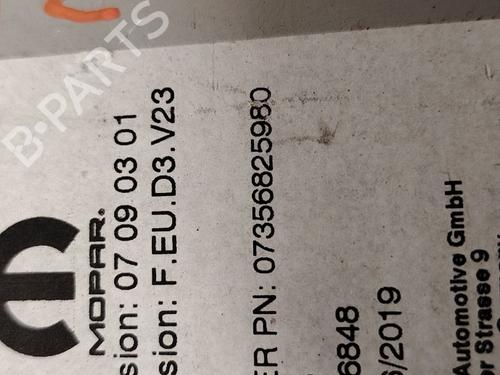 B-PARTS
MOPAR®
sion: 07 09 03 01
sion: F.EU.D3.V23
ER PN: 07356825980
6848
6/2019
Automotive GmbH
or Strasse 9